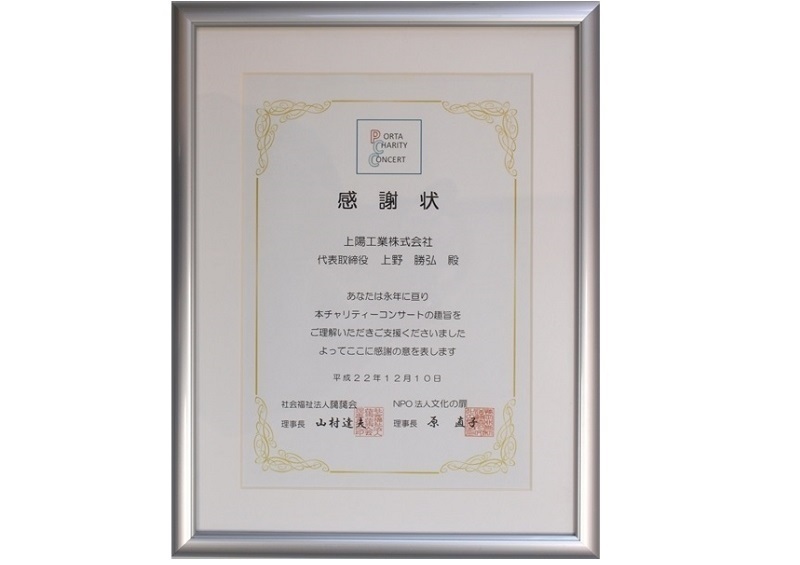 PORTA
CHARITY
CONCERT
感謝状
上陽工業株式会社
代表取締役 上野 勝弘 殿
あなたは永年に亘り
本チャリティーコンサートの趣旨を
ご理解いただきご支援くださいました
よってここに感謝の意を表します
平成22年12月10日
社会福祉法人藹藹会
理事長 山村達夫
NPO法人文化の扉
理事長 原 直子